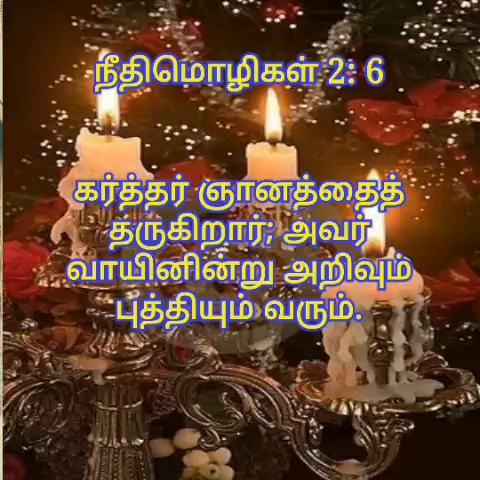 நீதிமொழிகள் 2: 6
கர்த்தர் ஞானத்தைத்
தருகிறார்; அவர்
வாயினின்று அறிவும்
புத்தியும் வரும்.